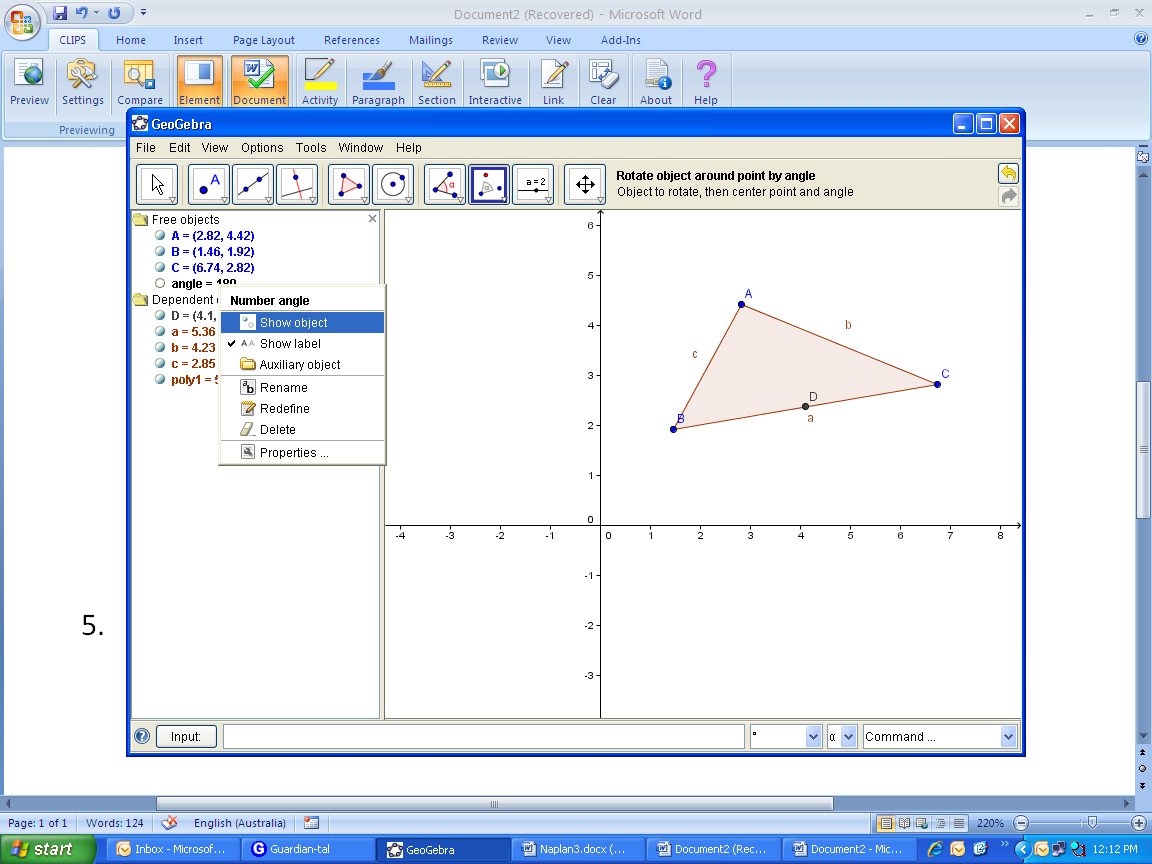 Document2 (Recovered) - Microsoft Word
CLIPS Home Insert Page Layout References Mailings Review View Add-Ins
Preview Settings Compare Element Document Activity Paragraph Section Interactive Link Clear About Help
Previewing
GeoGebra
File Edit View Options Tools Window Help
A α a = 2
Rotate object around point by angle
Object to rotate, then center point and angle
Free objects
A = (2.82, 4.42)
B = (1.46, 1.92)
C = (6.74, 2.82)
angle = 180
Dependent
D = (4.1,
a = 5.36
b = 4.23
c = 2.85
poly1 =
Number angle
Show object
Show label
Auxiliary object
Rename
Redefine
Delete
Properties ...
6
5
4
3
2
1
0
-1
-2
-3
-4 -3 -2 -1 0 1 2 3 4 5 6 7 8
A
b
c
C
D
B
a
5.
Input: ° α Command ...
Page: 1 of 1 Words: 124 English (Australia) 220%
start Inbox - Microsof... Guardian-tal GeoGebra Naplan3.docx (... Document2 (Rec... Document2 - Mic... 12:12 PM